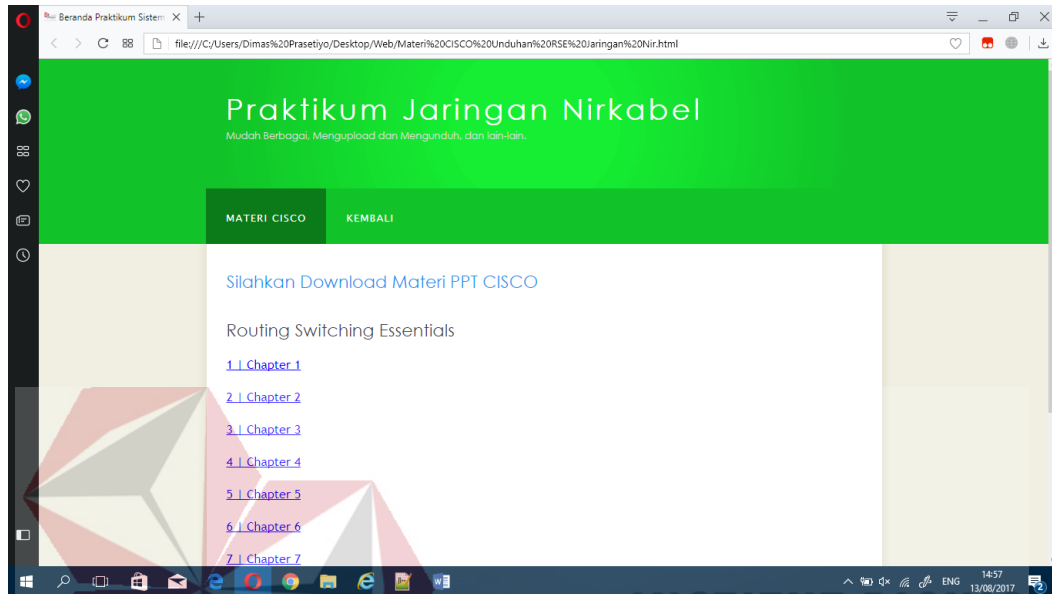 Beranda Praktikum Sistem
file:///C:/Users/Dimas%20Prasetiyo/Desktop/Web/Materi%20CISCO%20Unduhan%20RSE%20Jaringan%20Nir.html
Praktikum Jaringan Nirkabel
Mudah Berbagai, Mengupload dan Mengunduh, dan lain-lain.
MATERI CISCO KEMBALI
Silahkan Download Materi PPT CISCO
Routing Switching Essentials
1 | Chapter 1
2 | Chapter 2
3 | Chapter 3
4 | Chapter 4
5 | Chapter 5
6 | Chapter 6
7 | Chapter 7
ENG
14:57
13/08/2017
2